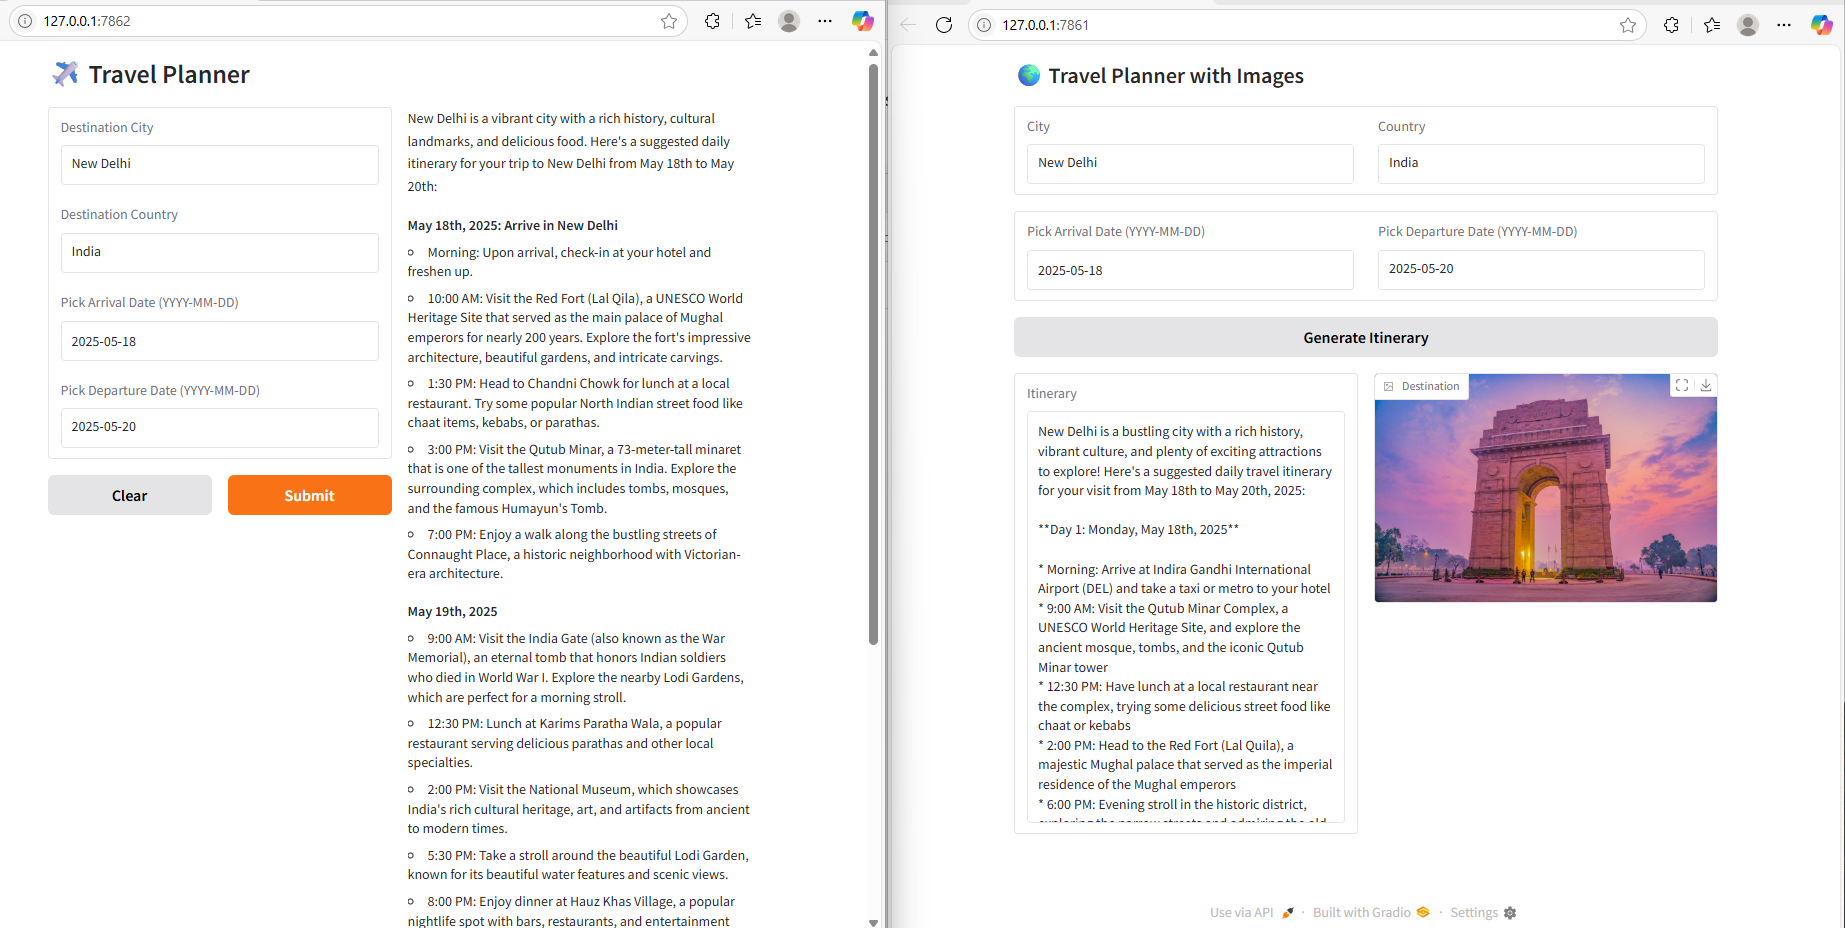 127.0.0.1:7862
Travel Planner
Destination City
New Delhi
Destination Country
India
Pick Arrival Date (YYYY-MM-DD)
2025-05-18
Pick Departure Date (YYYY-MM-DD)
2025-05-20
Clear
Submit
New Delhi is a vibrant city with a rich history, cultural
landmarks, and delicious food. Here's a suggested daily
itinerary for your trip to New Delhi from May 18th to May
20th:
May 18th, 2025: Arrive in New Delhi
Morning: Upon arrival, check-in at your hotel and
freshen up.
10:00 AM: Visit the Red Fort (Lal Qila), a UNESCO World
Heritage Site that served as the main palace of Mughal
emperors for nearly 200 years. Explore the fort's impressive
architecture, beautiful gardens, and intricate carvings.
1:30 PM: Head to Chandni Chowk for lunch at a local
restaurant. Try some popular North Indian street food like
chaat items, kebabs, or parathas.
3:00 PM: Visit the Qutub Minar, a 73-meter-tall minaret
that is one of the tallest monuments in India. Explore the
surrounding complex, which includes tombs, mosques,
and the famous Humayun's Tomb.
7:00 PM: Enjoy a walk along the bustling streets of
Connaught Place, a historic neighborhood with Victorian-
era architecture.
May 19th, 2025
9:00 AM: Visit the India Gate (also known as the War
Memorial), an eternal tomb that honors Indian soldiers
who died in World War I. Explore the nearby Lodi Gardens,
which are perfect for a morning stroll.
12:30 PM: Lunch at Karims Paratha Wala, a popular
restaurant serving delicious parathas and other local
specialties.
2:00 PM: Visit the National Museum, which showcases
India's rich cultural heritage, art, and artifacts from ancient
to modern times.
5:30 PM: Take a stroll around the beautiful Lodi Garden,
known for its beautiful water features and scenic views.
8:00 PM: Enjoy dinner at Hauz Khas Village, a popular
nightlife spot with bars, restaurants, and entertainment
127.0.0.1:7861
Travel Planner with Images
City
New Delhi
Country
India
Pick Arrival Date (YYYY-MM-DD)
2025-05-18
Pick Departure Date (YYYY-MM-DD)
2025-05-20
Generate Itinerary
Itinerary
New Delhi is a bustling city with a rich history,
vibrant culture, and plenty of exciting attractions
to explore! Here's a suggested daily travel itinerary
for your visit from May 18th to May 20th, 2025:
**Day 1: Monday, May 18th, 2025**
* Morning: Arrive at Indira Gandhi International
Airport (DEL) and take a taxi or metro to your hotel
* 9:00 AM: Visit the Qutub Minar Complex, a
UNESCO World Heritage Site, and explore the
ancient mosque, tombs, and the iconic Qutub
Minar tower
* 12:30 PM: Have lunch at a local restaurant near
the complex, trying some delicious street food like
chaat or kebabs
* 2:00 PM: Head to the Red Fort (Lal Quila), a
majestic Mughal palace that served as the imperial
residence of the Mughal emperors
* 6:00 PM: Evening stroll in the historic district,
exploring the narrow streets and admiring the old
Destination
Use via API · Built with Gradio · Settings